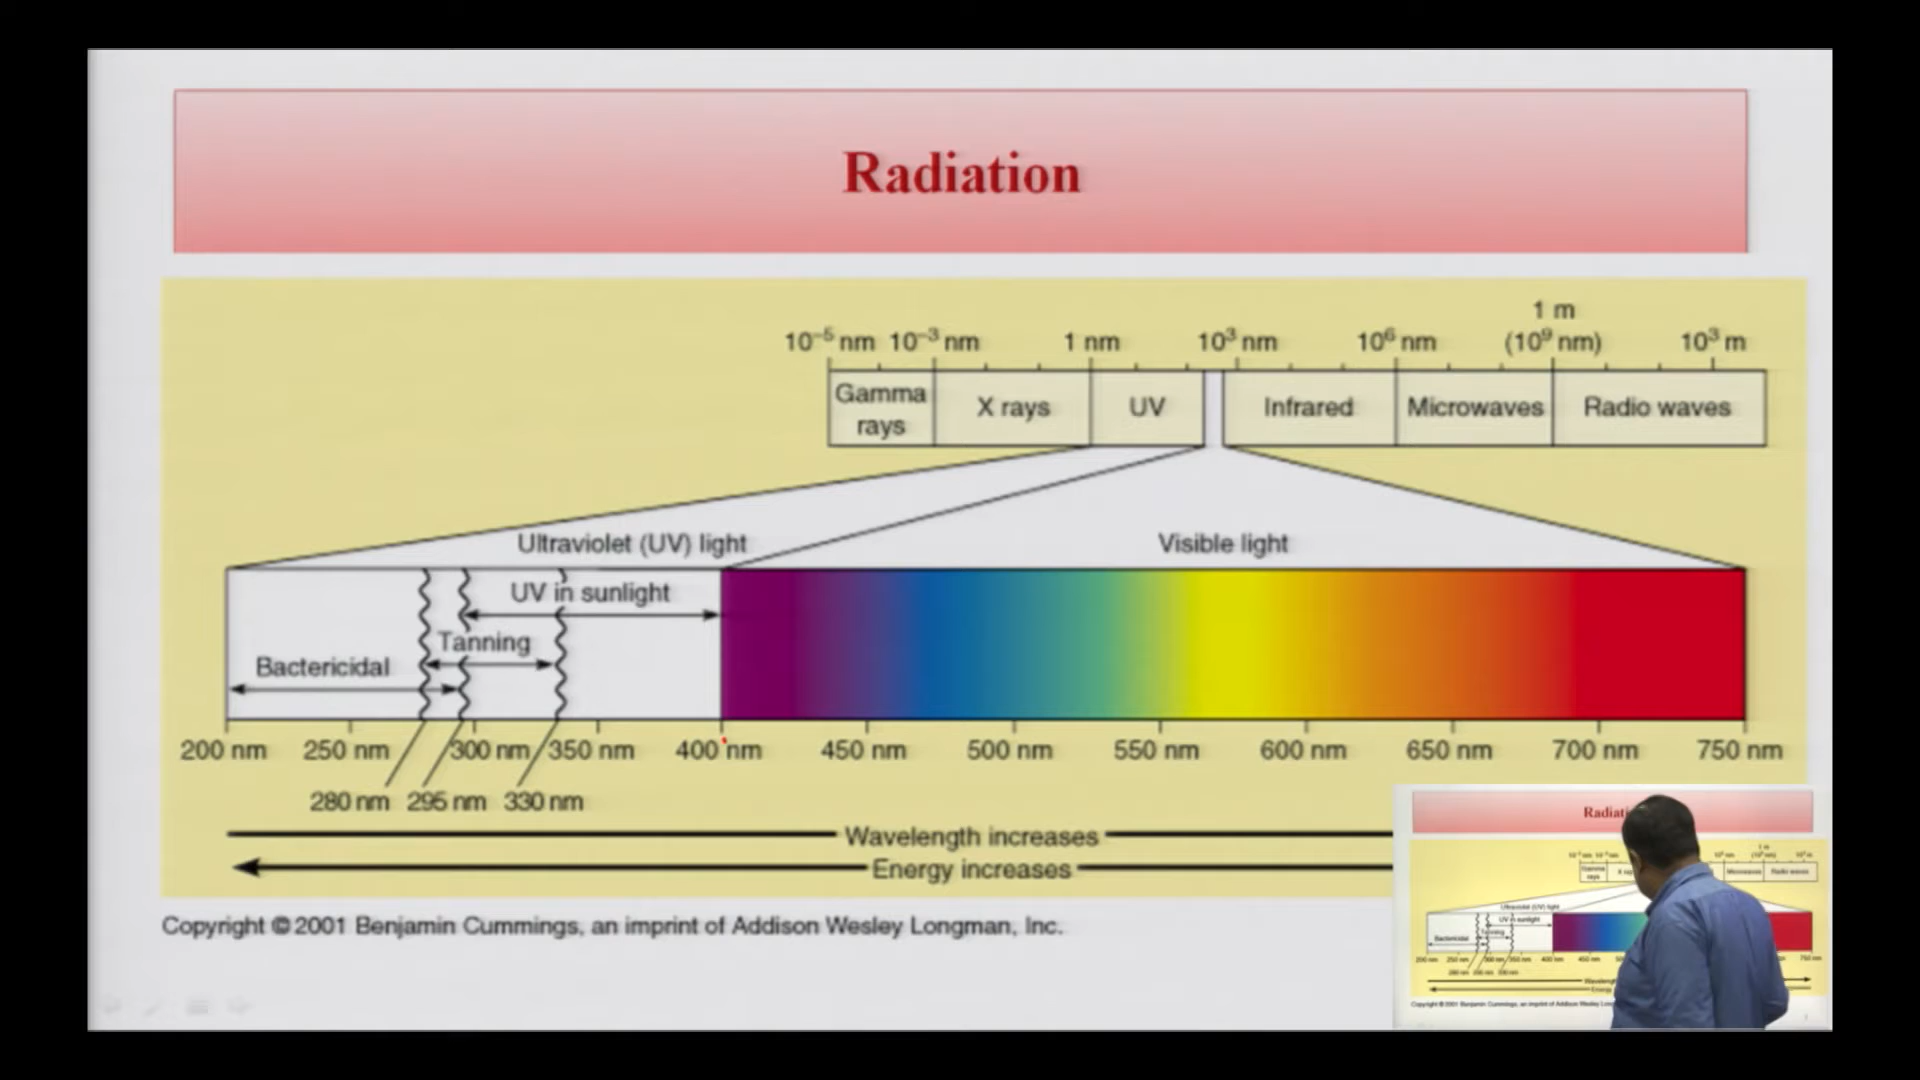 Radiation
1 m
10⁻⁵ nm 10⁻³ nm 1 nm 10³ nm 10⁶ nm (10⁹ nm) 10³ m
Gamma rays X rays UV Infrared Microwaves Radio waves
Ultraviolet (UV) light Visible light
UV in sunlight
Tanning
Bactericidal
200 nm 250 nm 300 nm 350 nm 400 nm 450 nm 500 nm 550 nm 600 nm 650 nm 700 nm 750 nm
280 nm 295 nm 330 nm
Wavelength increases
Energy increases
Copyright © 2001 Benjamin Cummings, an imprint of Addison Wesley Longman, Inc.